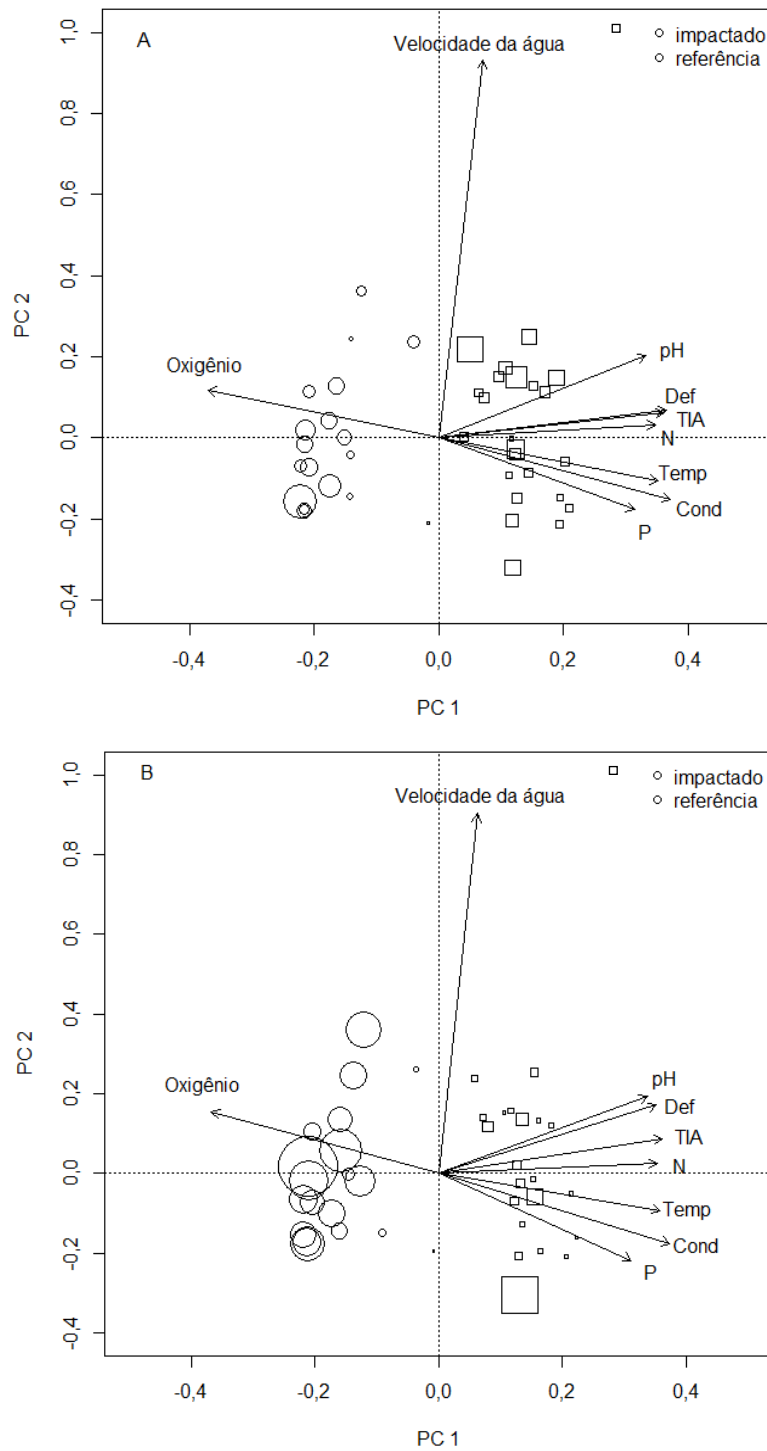 A
impactado
referência
Velocidade da água
1,0
0,8
0,6
0,4
0,2
0,0
-0,2
-0,4
PC 2
Oxigênio
pH
Def
TIA
N
Temp
Cond
P
-0,4
-0,2
0,0
0,2
0,4
PC 1
B
impactado
referência
Velocidade da água
1,0
0,8
0,6
0,4
0,2
0,0
-0,2
-0,4
PC 2
Oxigênio
pH
Def
TIA
N
Temp
Cond
P
-0,4
-0,2
0,0
0,2
0,4
PC 1